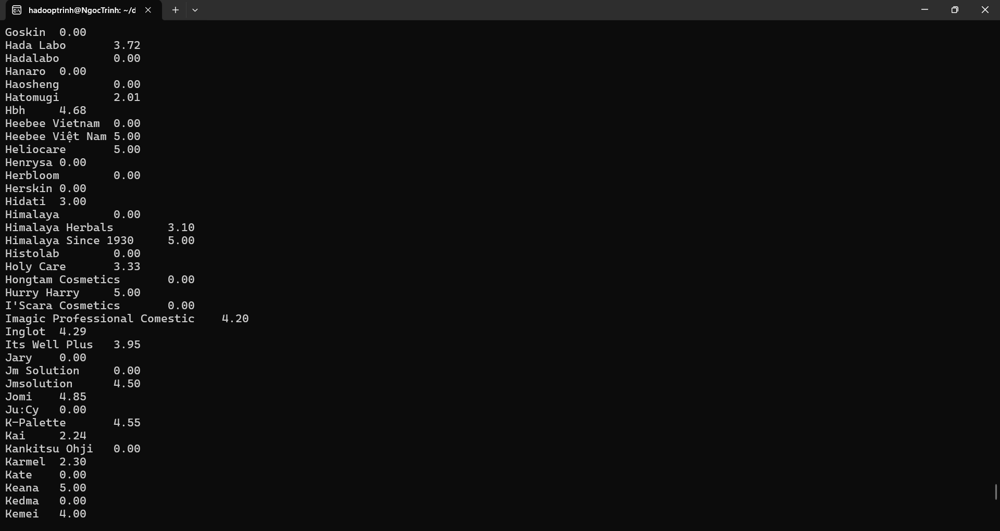 hadooptrinh@NgocTrinh: ~/d
Goskin	0.00
Hada Labo	3.72
Hadalabo	0.00
Hanaro	0.00
Haosheng	0.00
Hatomugi	2.01
Hbh	4.68
Heebee Vietnam	0.00
Heebee Việt Nam	5.00
Heliocare	5.00
Henrysa	0.00
Herbloom	0.00
Herskin	0.00
Hidati	3.00
Himalaya	0.00
Himalaya Herbals	3.10
Himalaya Since 1930	5.00
Histolab	0.00
Holy Care	3.33
Hongtam Cosmetics	0.00
Hurry Harry	5.00
I'Scara Cosmetics	0.00
Imagic Professional Comestic	4.20
Inglot	4.29
Its Well Plus	3.95
Jary	0.00
Jm Solution	0.00
Jmsolution	4.50
Jomi	4.85
Ju:Cy	0.00
K-Palette	4.55
Kai	2.24
Kankitsu Ohji	0.00
Karmel	2.30
Kate	0.00
Keana	5.00
Kedma	0.00
Kemei	4.00